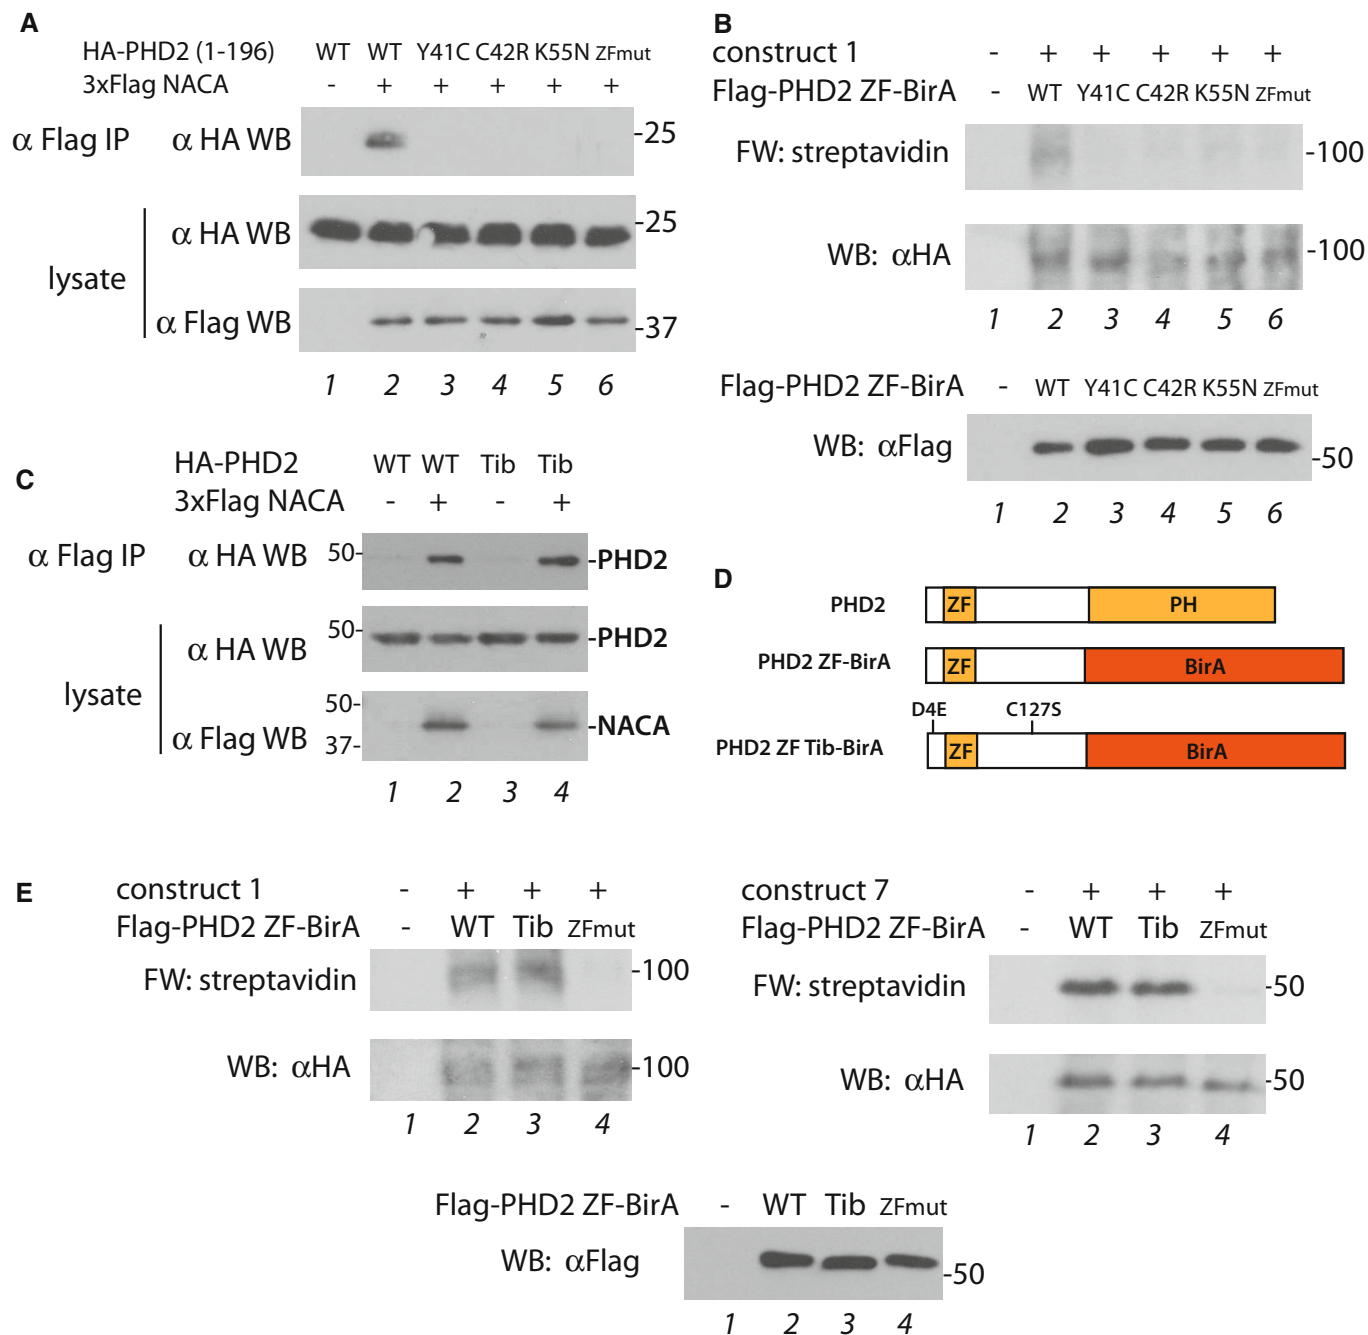 A
HA-PHD2 (1-196) WT WT Y41C C42R K55N ZFmut
3xFlag NACA - + + + + +
α Flag IP α HA WB -25
lysate
α HA WB -25
α Flag WB -37
1 2 3 4 5 6
B
construct 1 - + + + + +
Flag-PHD2 ZF-BirA - WT Y41C C42R K55N ZFmut
FW: streptavidin -100
WB: αHA -100
1 2 3 4 5 6
Flag-PHD2 ZF-BirA - WT Y41C C42R K55N ZFmut
WB: αFlag -50
1 2 3 4 5 6
C
HA-PHD2 WT WT Tib Tib
3xFlag NACA - + - +
α Flag IP α HA WB 50- -PHD2
lysate
α HA WB 50- -PHD2
α Flag WB 50- 37- -NACA
1 2 3 4
D
PHD2 ZF PH
PHD2 ZF-BirA ZF BirA
D4E C127S
PHD2 ZF Tib-BirA ZF BirA
E
construct 1 - + + +
Flag-PHD2 ZF-BirA - WT Tib ZFmut
FW: streptavidin -100
WB: αHA -100
1 2 3 4
construct 7 - + + +
Flag-PHD2 ZF-BirA - WT Tib ZFmut
FW: streptavidin -50
WB: αHA -50
1 2 3 4
Flag-PHD2 ZF-BirA - WT Tib ZFmut
WB: αFlag -50
1 2 3 4